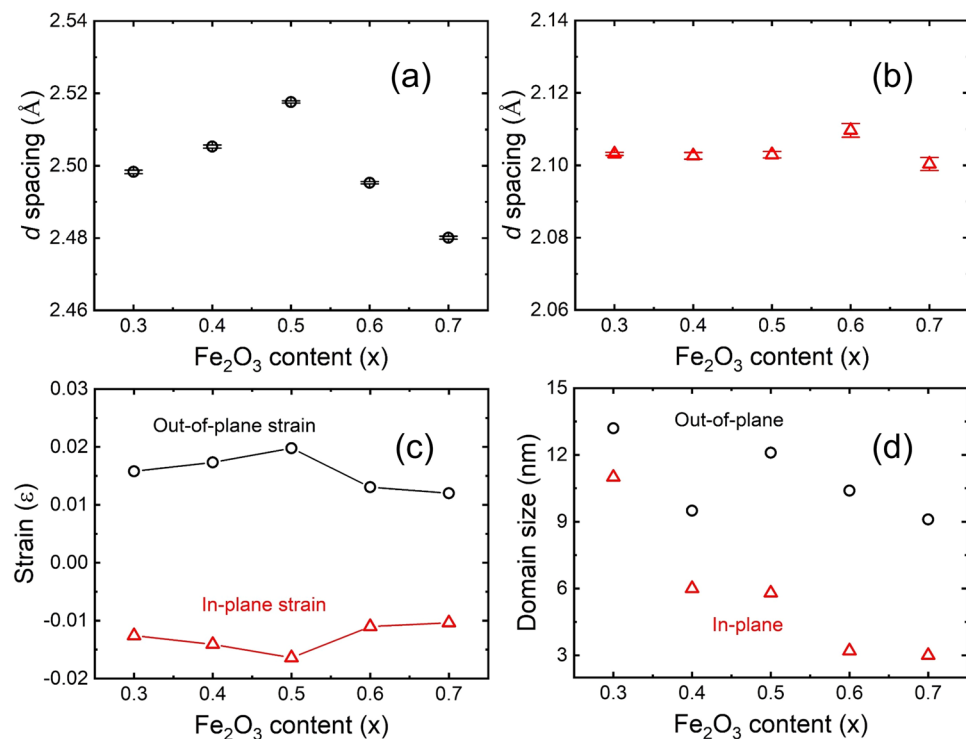 (a)
2.54
2.52
2.50
2.48
2.46
d spacing (Å)
0.3 0.4 0.5 0.6 0.7
Fe₂O₃ content (x)
(b)
2.14
2.12
2.10
2.08
2.06
d spacing (Å)
0.3 0.4 0.5 0.6 0.7
Fe₂O₃ content (x)
(c)
0.03
0.02
0.01
0.00
-0.01
-0.02
Strain (ε)
Out-of-plane strain
In-plane strain
0.3 0.4 0.5 0.6 0.7
Fe₂O₃ content (x)
(d)
15
12
9
6
3
Domain size (nm)
Out-of-plane
In-plane
0.3 0.4 0.5 0.6 0.7
Fe₂O₃ content (x)